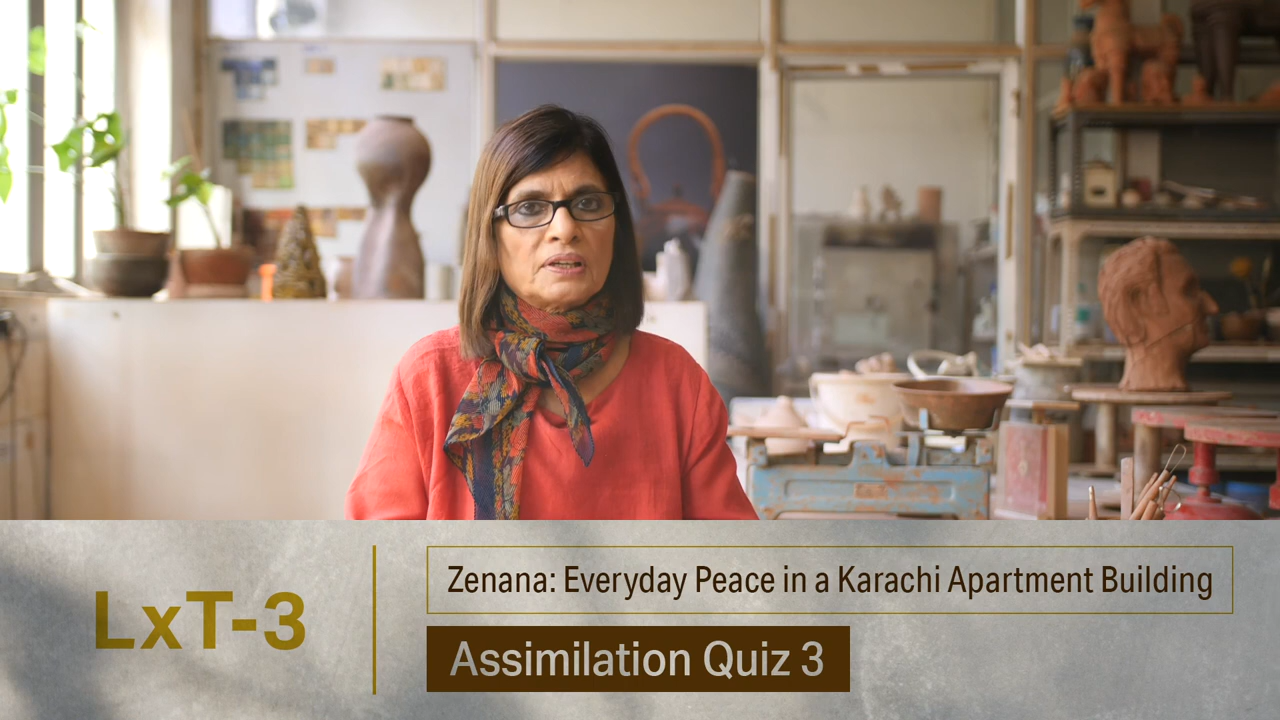 LxT-3
Zenana: Everyday Peace in a Karachi Apartment Building
Assimilation Quiz 3